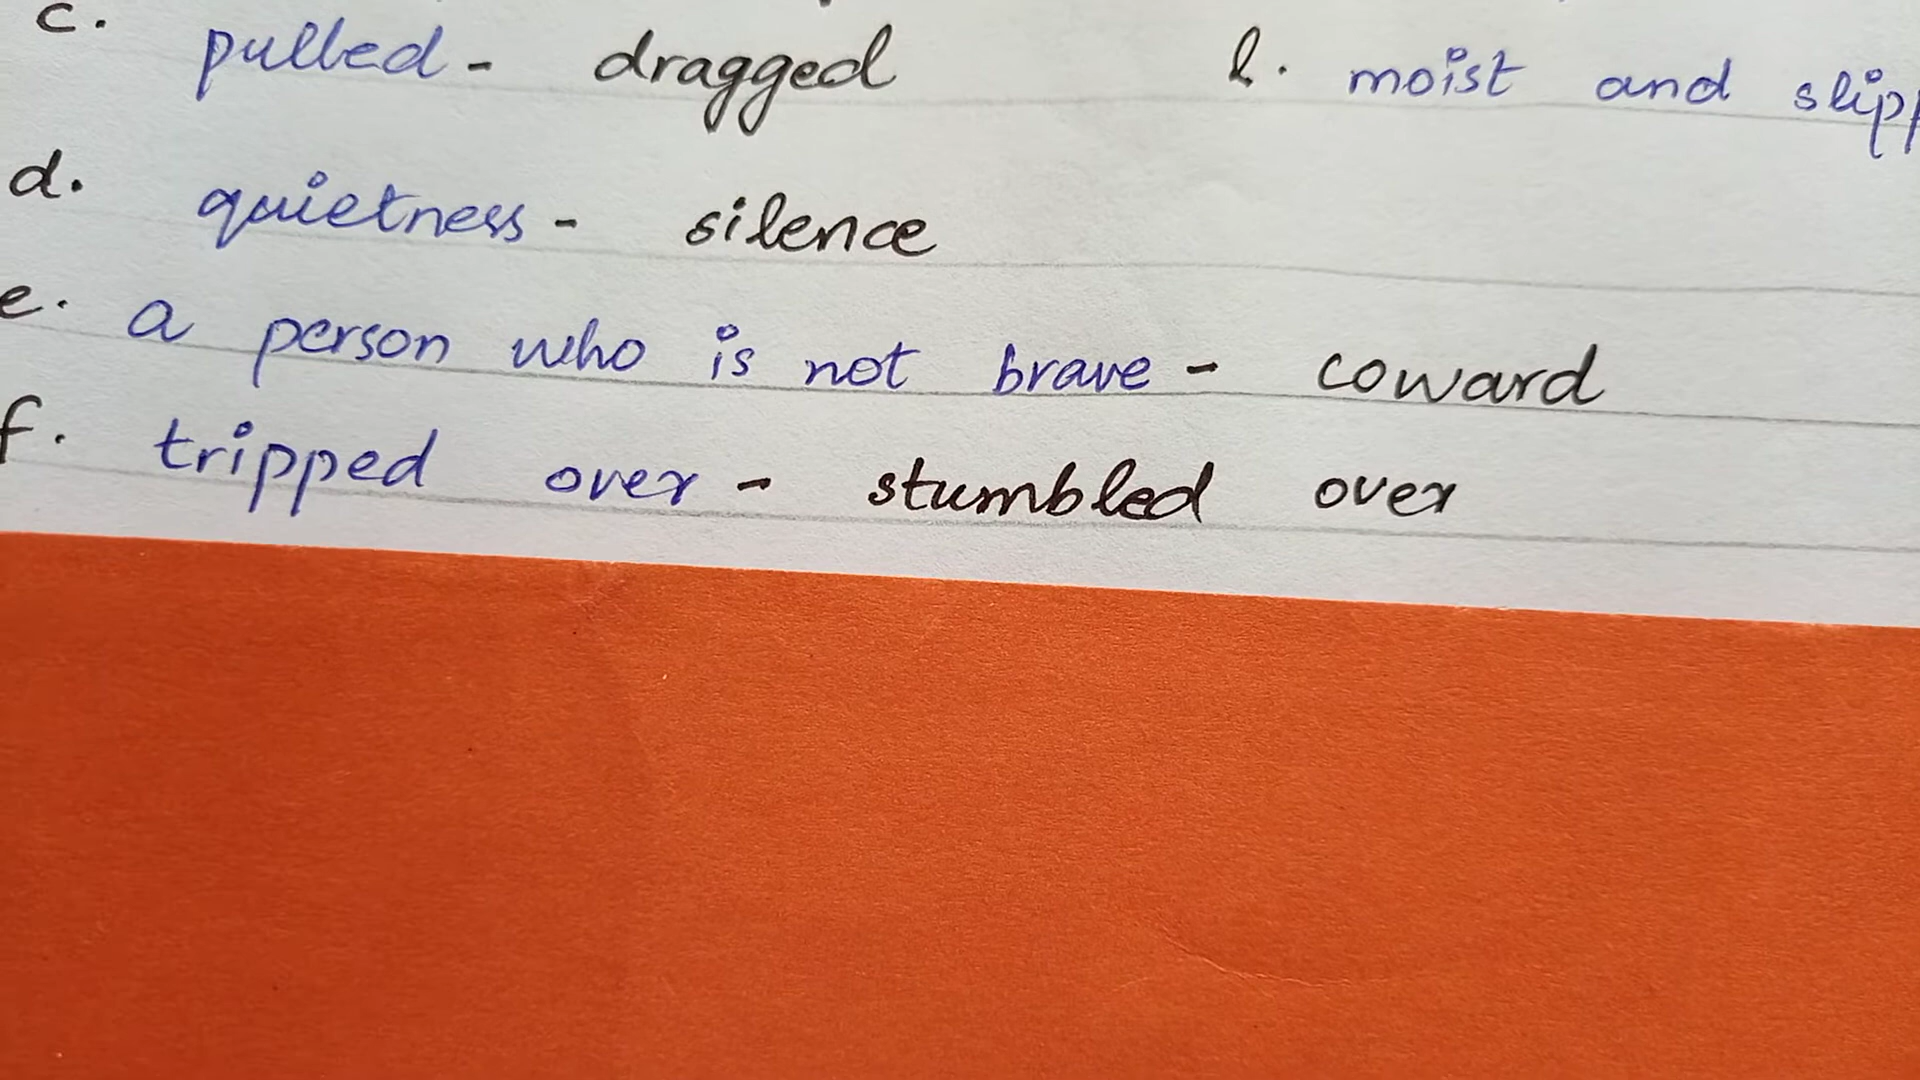 c. pulled - dragged
d. quietness - silence
e. a person who is not brave - coward
f. tripped over - stumbled over
l. moist and